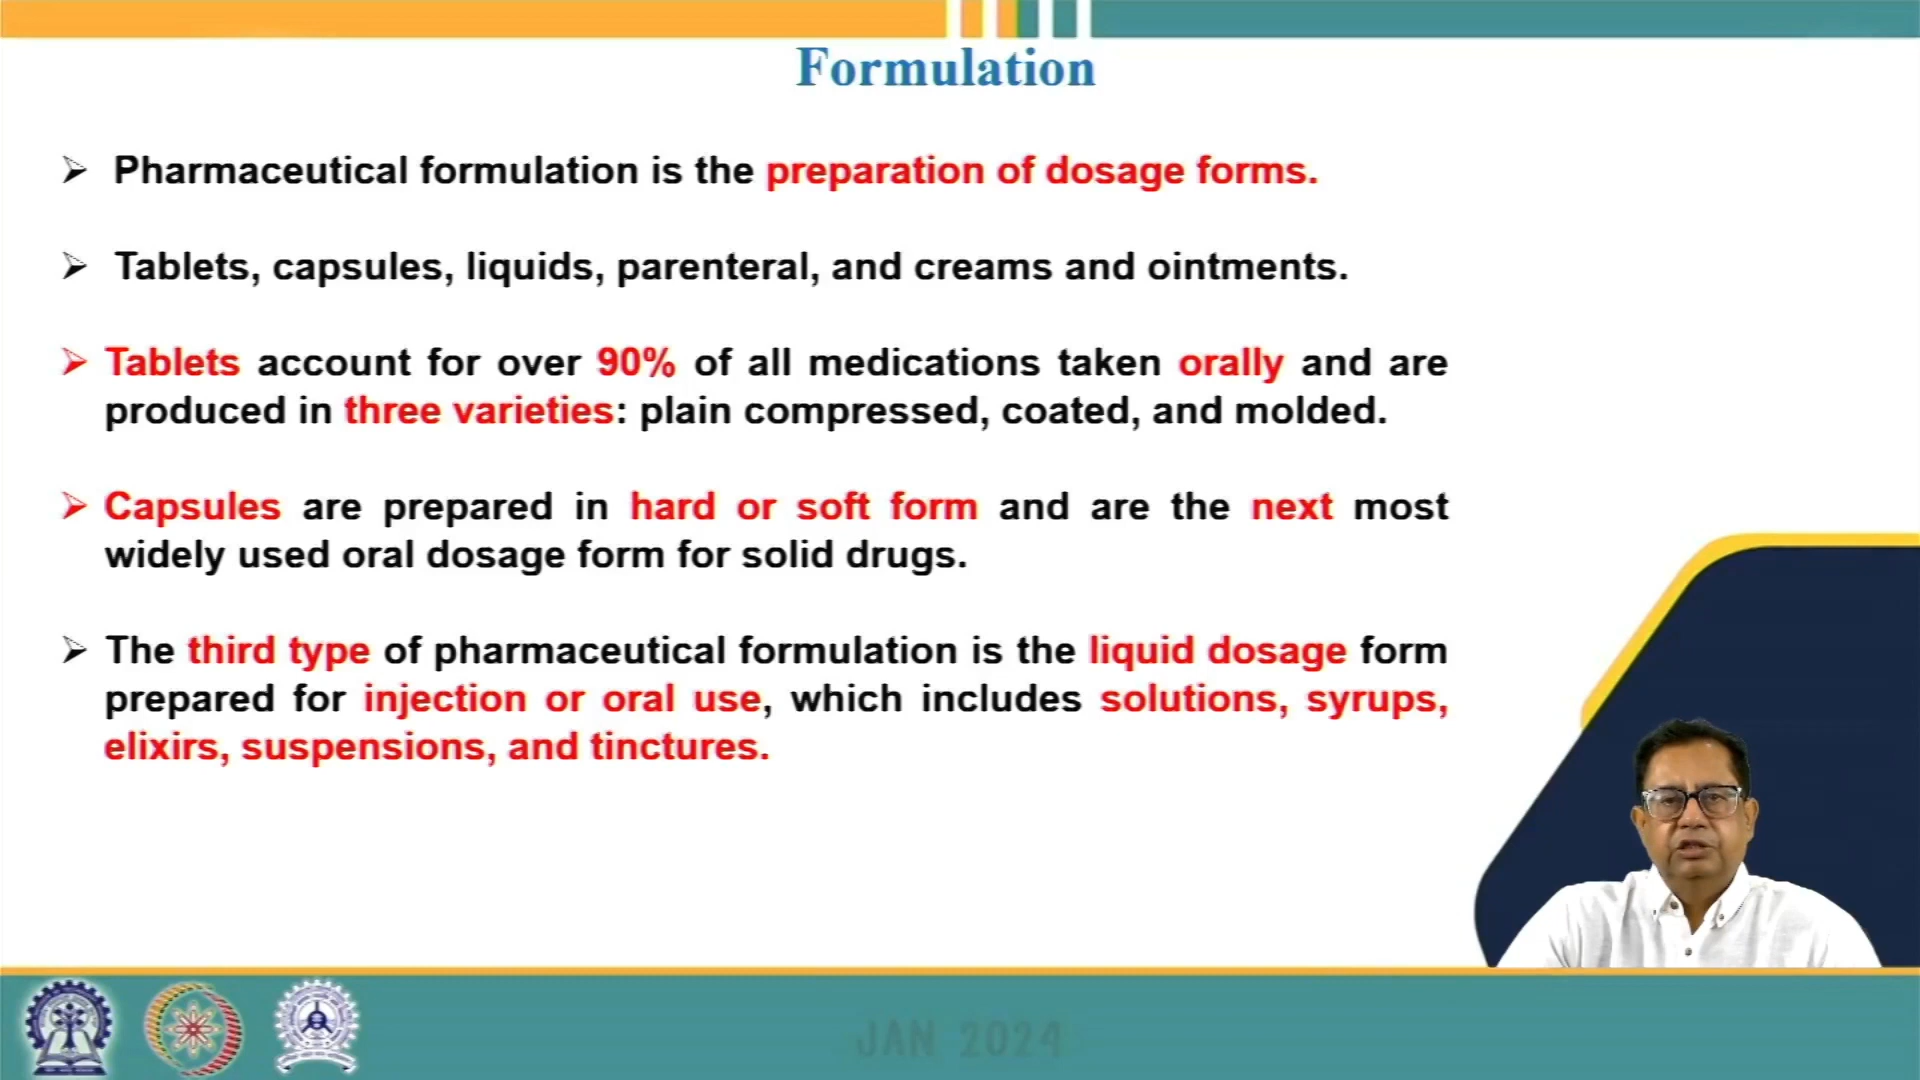 Formulation
➢ Pharmaceutical formulation is the preparation of dosage forms.
➢ Tablets, capsules, liquids, parenteral, and creams and ointments.
➢ Tablets account for over 90% of all medications taken orally and are
produced in three varieties: plain compressed, coated, and molded.
➢ Capsules are prepared in hard or soft form and are the next most
widely used oral dosage form for solid drugs.
➢ The third type of pharmaceutical formulation is the liquid dosage form
prepared for injection or oral use, which includes solutions, syrups,
elixirs, suspensions, and tinctures.
JAN 2024